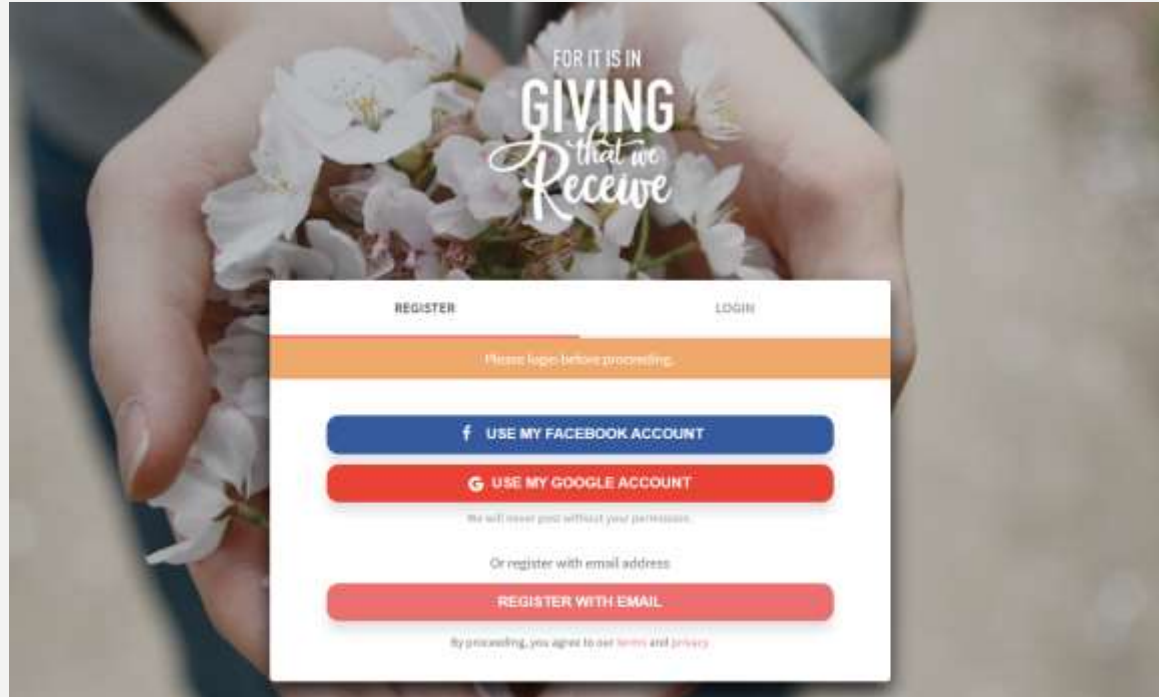 FOR IT IS IN
GIVING
that we
Receive
REGISTER
LOGIN
Please login before proceeding.
f USE MY FACEBOOK ACCOUNT
G USE MY GOOGLE ACCOUNT
We will never post without your permission.
Or register with email address
REGISTER WITH EMAIL
By proceeding, you agree to our terms and privacy.